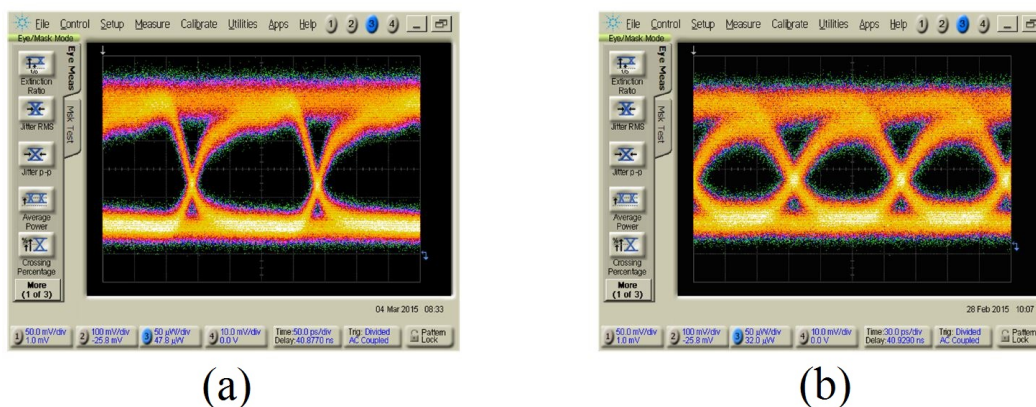 File Control Setup Measure Calibrate Utilities Apps Help 1 2 3 4
Eye/Mask Mode
Eye Meas
Msk Test
Extinction
Ratio
Jitter RMS
Jitter p-p
Average
Power
Crossing
Percentage
More
(1 of 3)
04 Mar 2015 08:33
1 50.0 mV/div
1.0 mV
2 100 mV/div
-25.8 mV
3 50 µW/div
47.8 µW
4 10.0 mV/div
0.0 V
Time:50.0 ps/div
Delay:40.8770 ns
Trig: Divided
AC Coupled
Pattern
Lock
(a)
File Control Setup Measure Calibrate Utilities Apps Help 1 2 3 4
Eye/Mask Mode
Eye Meas
Msk Test
Extinction
Ratio
Jitter RMS
Jitter p-p
Average
Power
Crossing
Percentage
More
(1 of 3)
28 Feb 2015 10:07
1 50.0 mV/div
1.0 mV
2 100 mV/div
-25.8 mV
3 50 µW/div
32.0 µW
4 10.0 mV/div
0.0 V
Time:30.0 ps/div
Delay:40.9290 ns
Trig: Divided
AC Coupled
Pattern
Lock
(b)